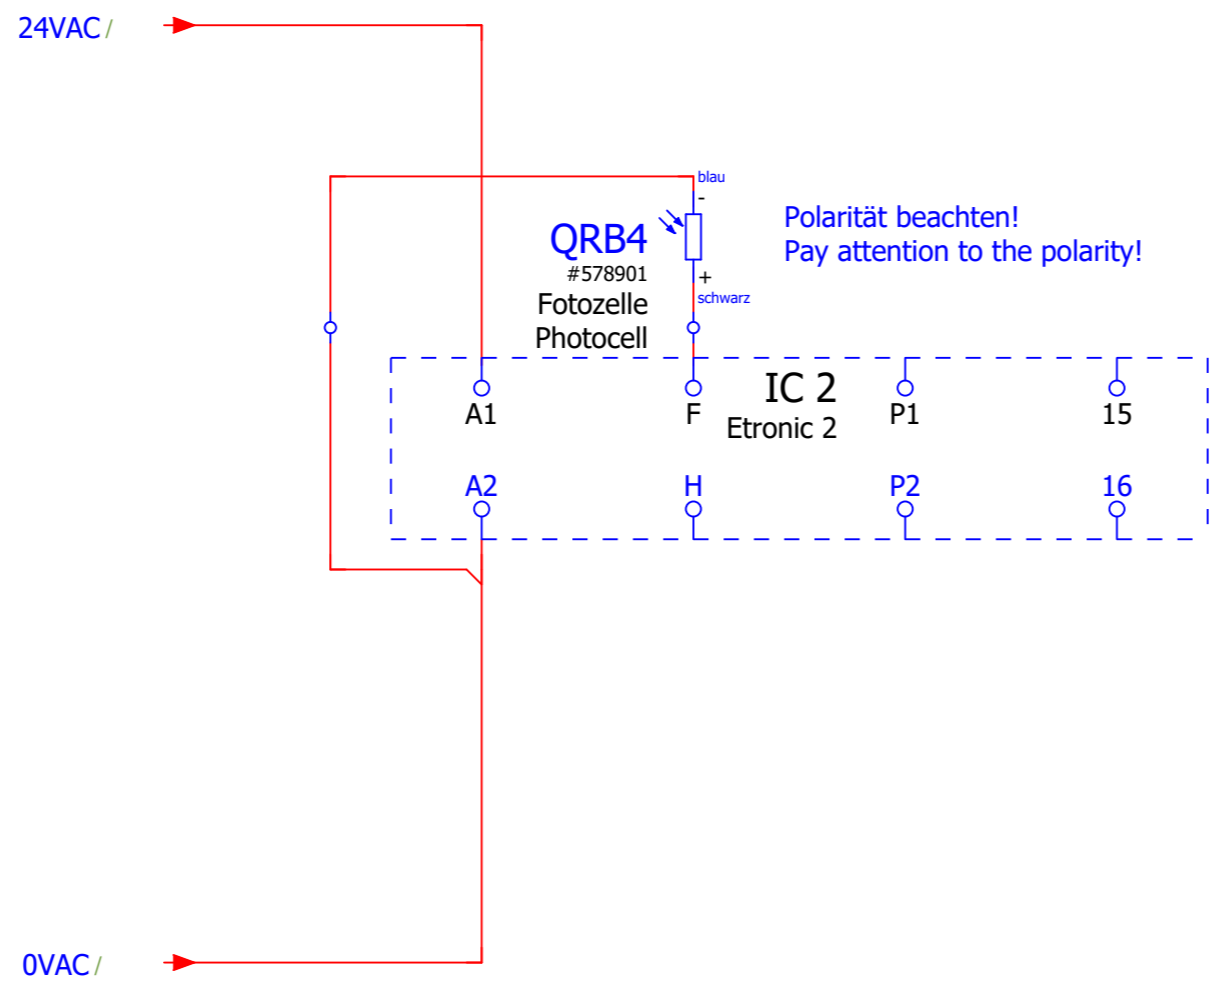 24VAC /
blau
-
QRB4
#578901
Fotozelle
Photocell
+
schwarz
Polarität beachten!
Pay attention to the polarity!
A1
F
IC 2
Etronic 2
P1
15
A2
H
P2
16
0VAC /